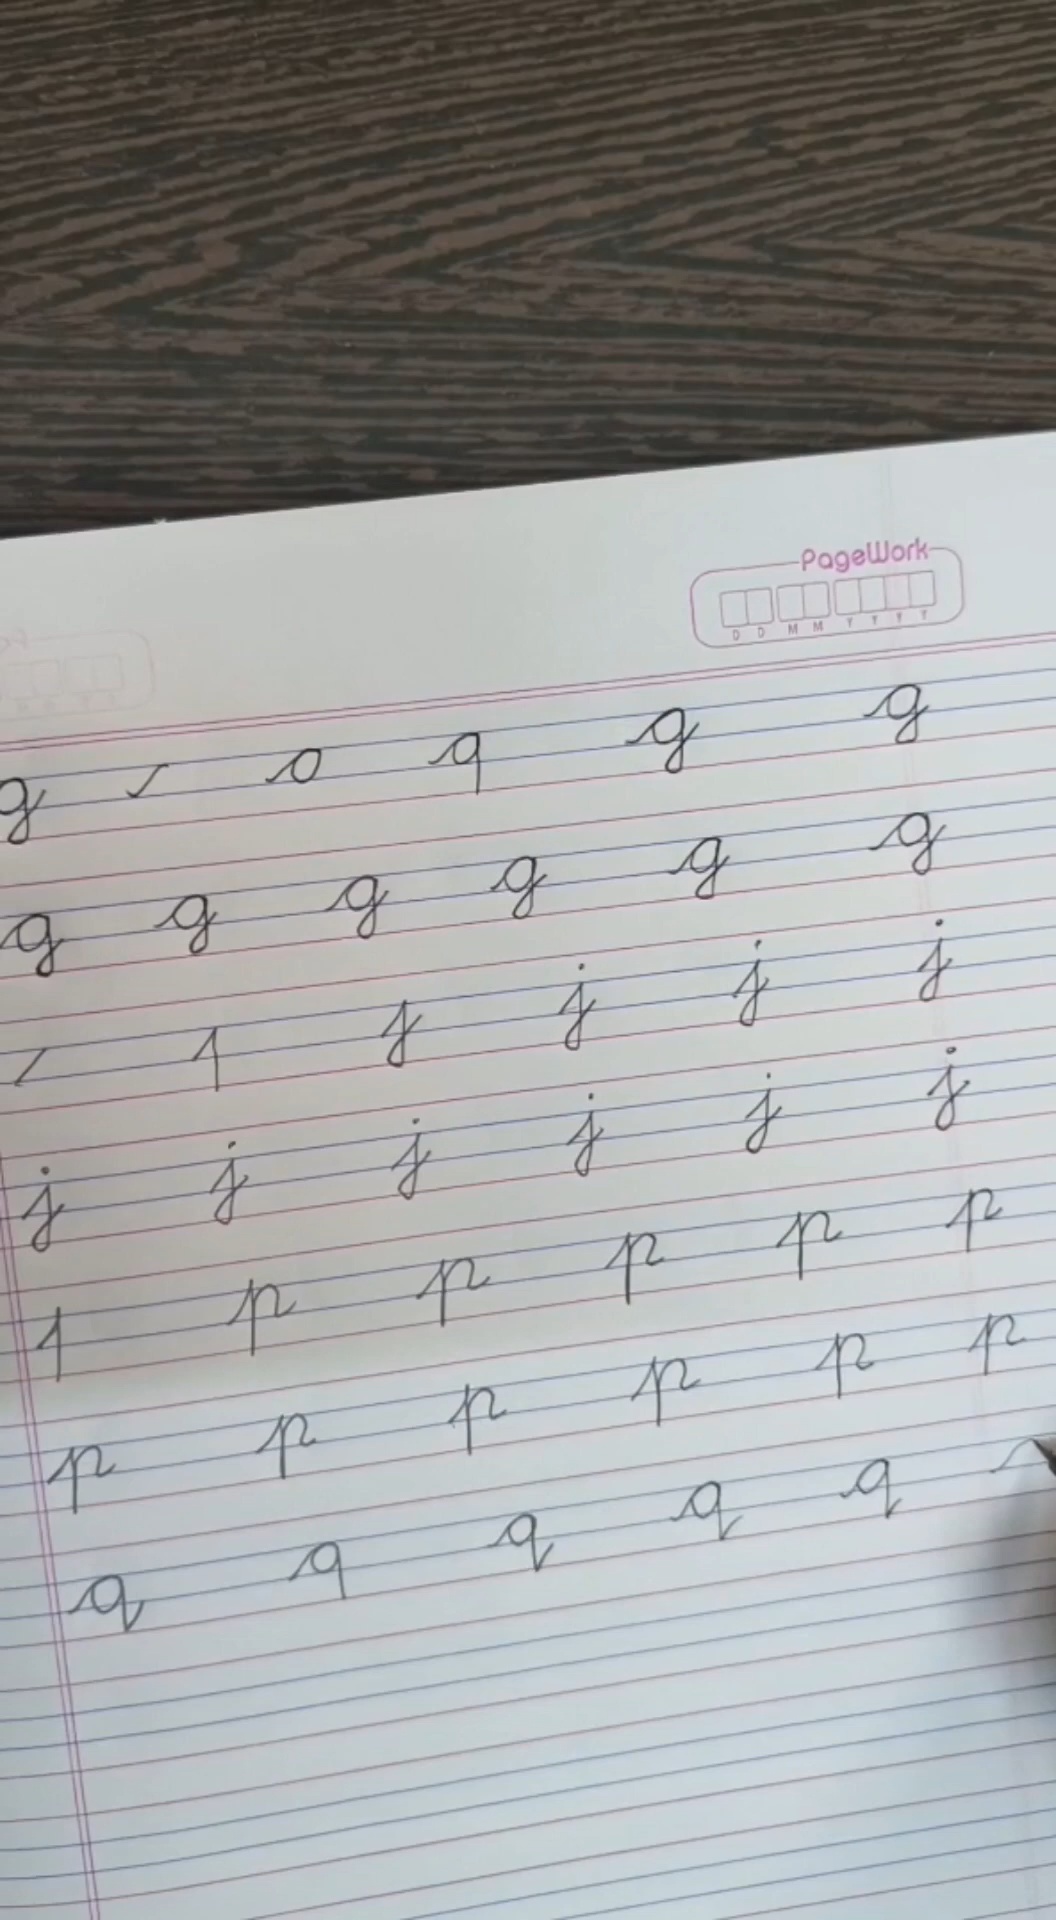 PageWork
D D M M Y Y Y Y
g o q g g
g g g g g g
j j j j
j j j j j j
p p p p p
p p p p p p
q q q q q